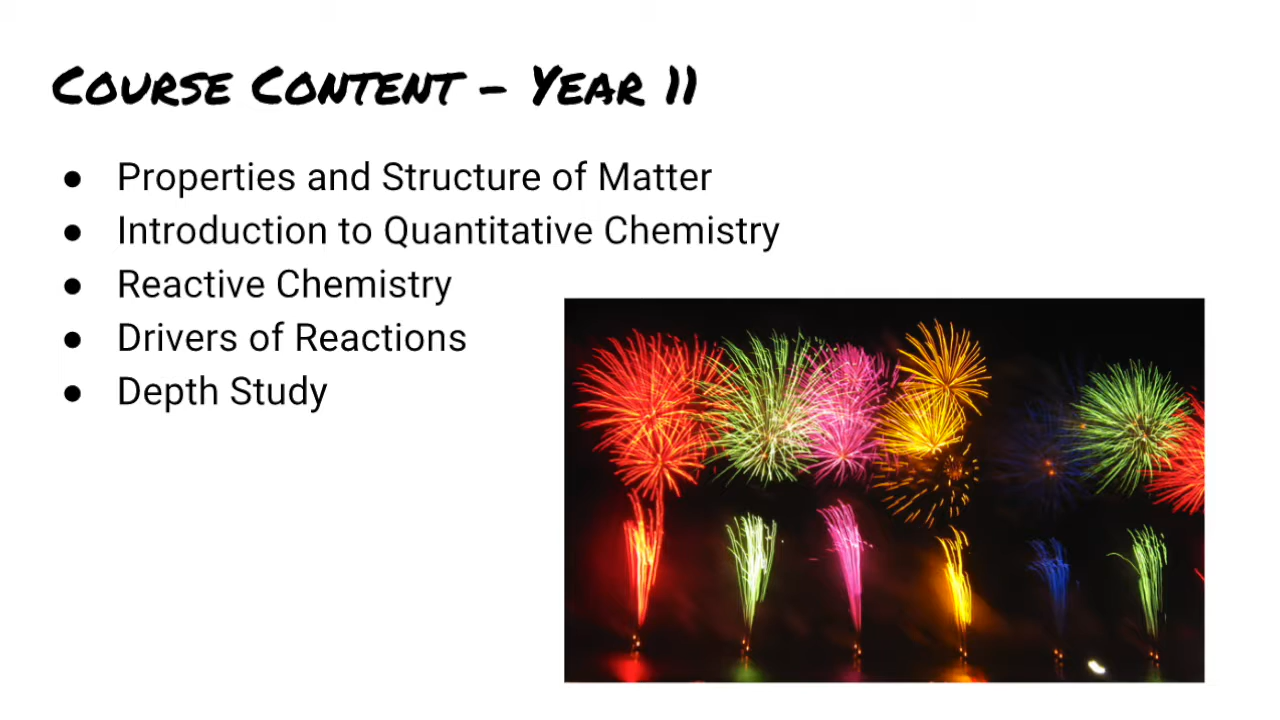 Course Content - Year 11
● Properties and Structure of Matter
● Introduction to Quantitative Chemistry
● Reactive Chemistry
● Drivers of Reactions
● Depth Study